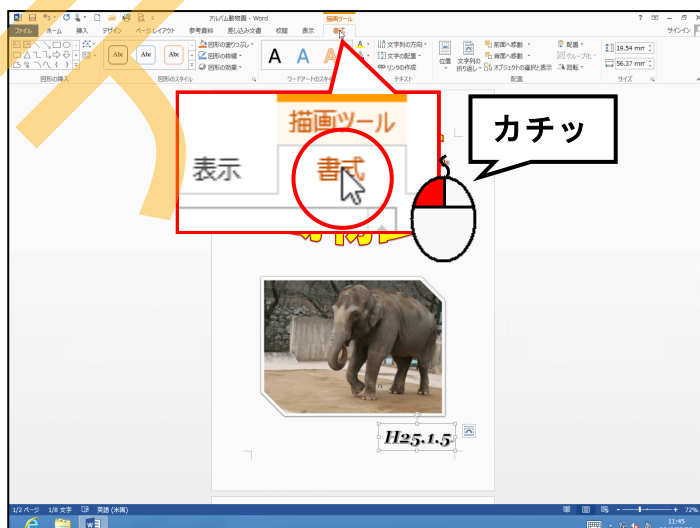 アルバム動物園 - Word
描画ツール
サインイン
ファイル ホーム 挿入 デザイン ページレイアウト 参考資料 差し込み文書 校閲 表示 書式
Abc Abc Abc
図形の塗りつぶし
図形の枠線
図形の効果
A A A
文字列の方向
文字の配置
リンクの作成
位置
文字列の
折り返し
前面へ移動
背面へ移動
オブジェクトの選択と表示
配置
グループ化
回転
19.54 mm
56.37 mm
図形の挿入 図形のスタイル ワードアートのスタイル テキスト 配置 サイズ
描画ツール
表示 書式
カチッ
H25.1.5
1/2 ページ 1/8 文字 英語 (米国)
72%
11:45